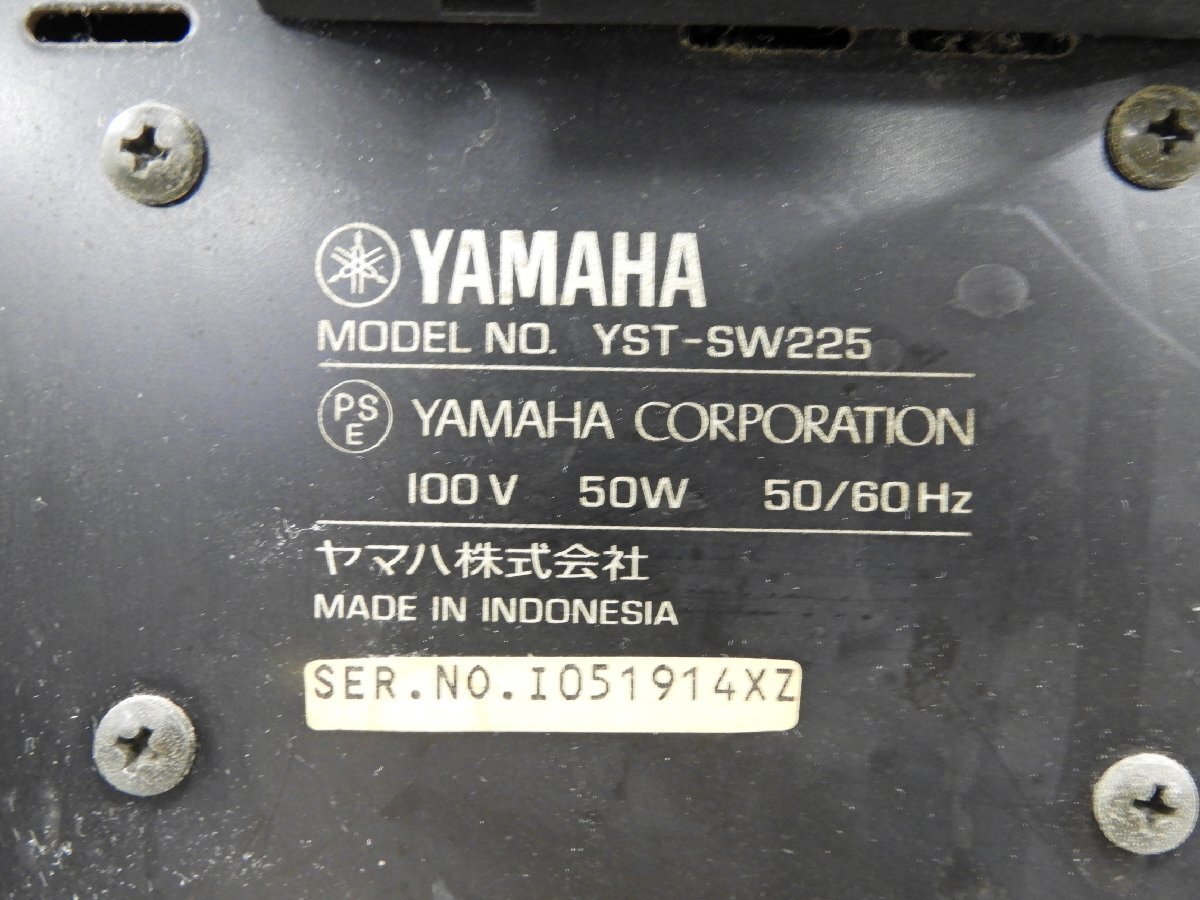 YAMAHA
MODEL NO. YST-SW225
PSE YAMAHA CORPORATION
100V 50W 50/60Hz
ヤマハ株式会社
MADE IN INDONESIA
SER.NO.I051914XZ